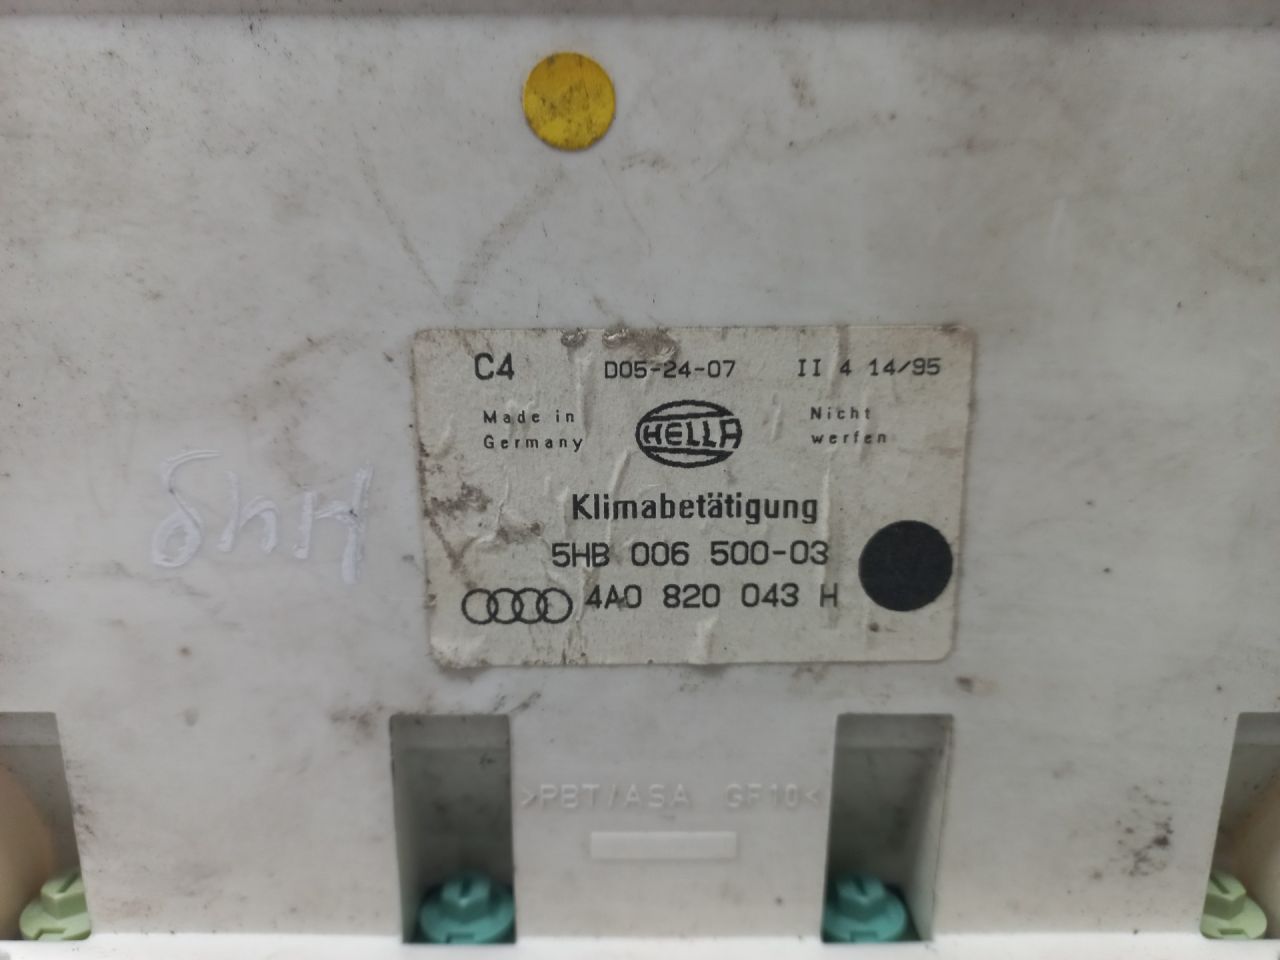 C4 D05-24-07 II 4 14/95
Made in
Germany
HELLA
Nicht
werfen
Klimabetätigung
5HB 006 500-03
4A0 820 043 H
>PBT/ASA GF10<